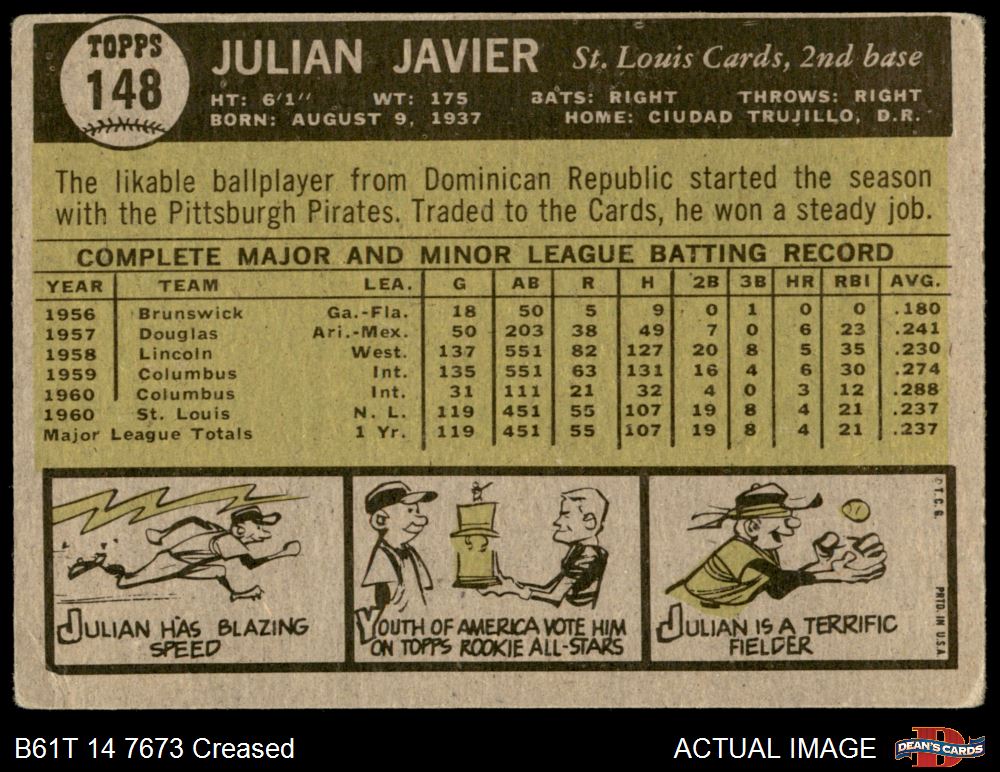 TOPPS
148
JULIAN JAVIER St. Louis Cards, 2nd base
HT: 6'1" WT: 175 BATS: RIGHT THROWS: RIGHT
BORN: AUGUST 9, 1937 HOME: CIUDAD TRUJILLO, D.R.
The likable ballplayer from Dominican Republic started the season
with the Pittsburgh Pirates. Traded to the Cards, he won a steady job.
COMPLETE MAJOR AND MINOR LEAGUE BATTING RECORD
YEAR TEAM LEA. G AB R H 2B 3B HR RBI AVG.
1956 Brunswick Ga.-Fla. 18 50 5 9 0 1 0 0 .180
1957 Douglas Ari.-Mex. 50 203 38 49 7 0 6 23 .241
1958 Lincoln West. 137 551 82 127 20 8 5 35 .230
1959 Columbus Int. 135 551 63 131 16 4 6 30 .274
1960 Columbus Int. 31 111 21 32 4 0 3 12 .288
1960 St. Louis N. L. 119 451 55 107 19 8 4 21 .237
Major League Totals 1 Yr. 119 451 55 107 19 8 4 21 .237
JULIAN HAS BLAZING
SPEED
YOUTH OF AMERICA VOTE HIM
ON TOPPS ROOKIE ALL-STARS
JULIAN IS A TERRIFIC
FIELDER
© T. C. G.
PRTD. IN U.S.A.
B61T 14 7673 Creased
ACTUAL IMAGE
DEAN'S CARDS